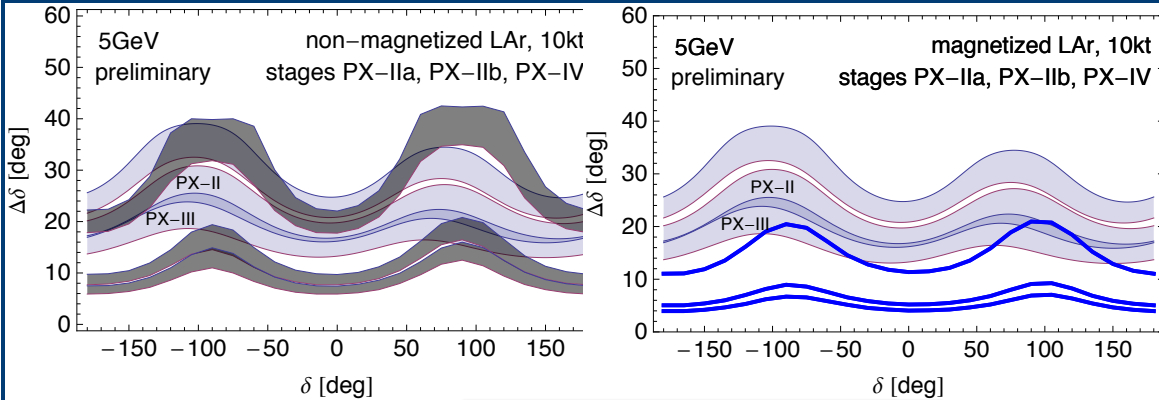 5GeV
non−magnetized LAr, 10kt
preliminary
stages PX−IIa, PX−IIb, PX−IV
PX−II
PX−III
60
50
40
30
20
10
0
Δδ [deg]
−150 −100 −50 0 50 100 150
δ [deg]
5GeV
magnetized LAr, 10kt
preliminary
stages PX−IIa, PX−IIb, PX−IV
PX−II
PX−III
60
50
40
30
20
10
0
Δδ [deg]
−150 −100 −50 0 50 100 150
δ [deg]